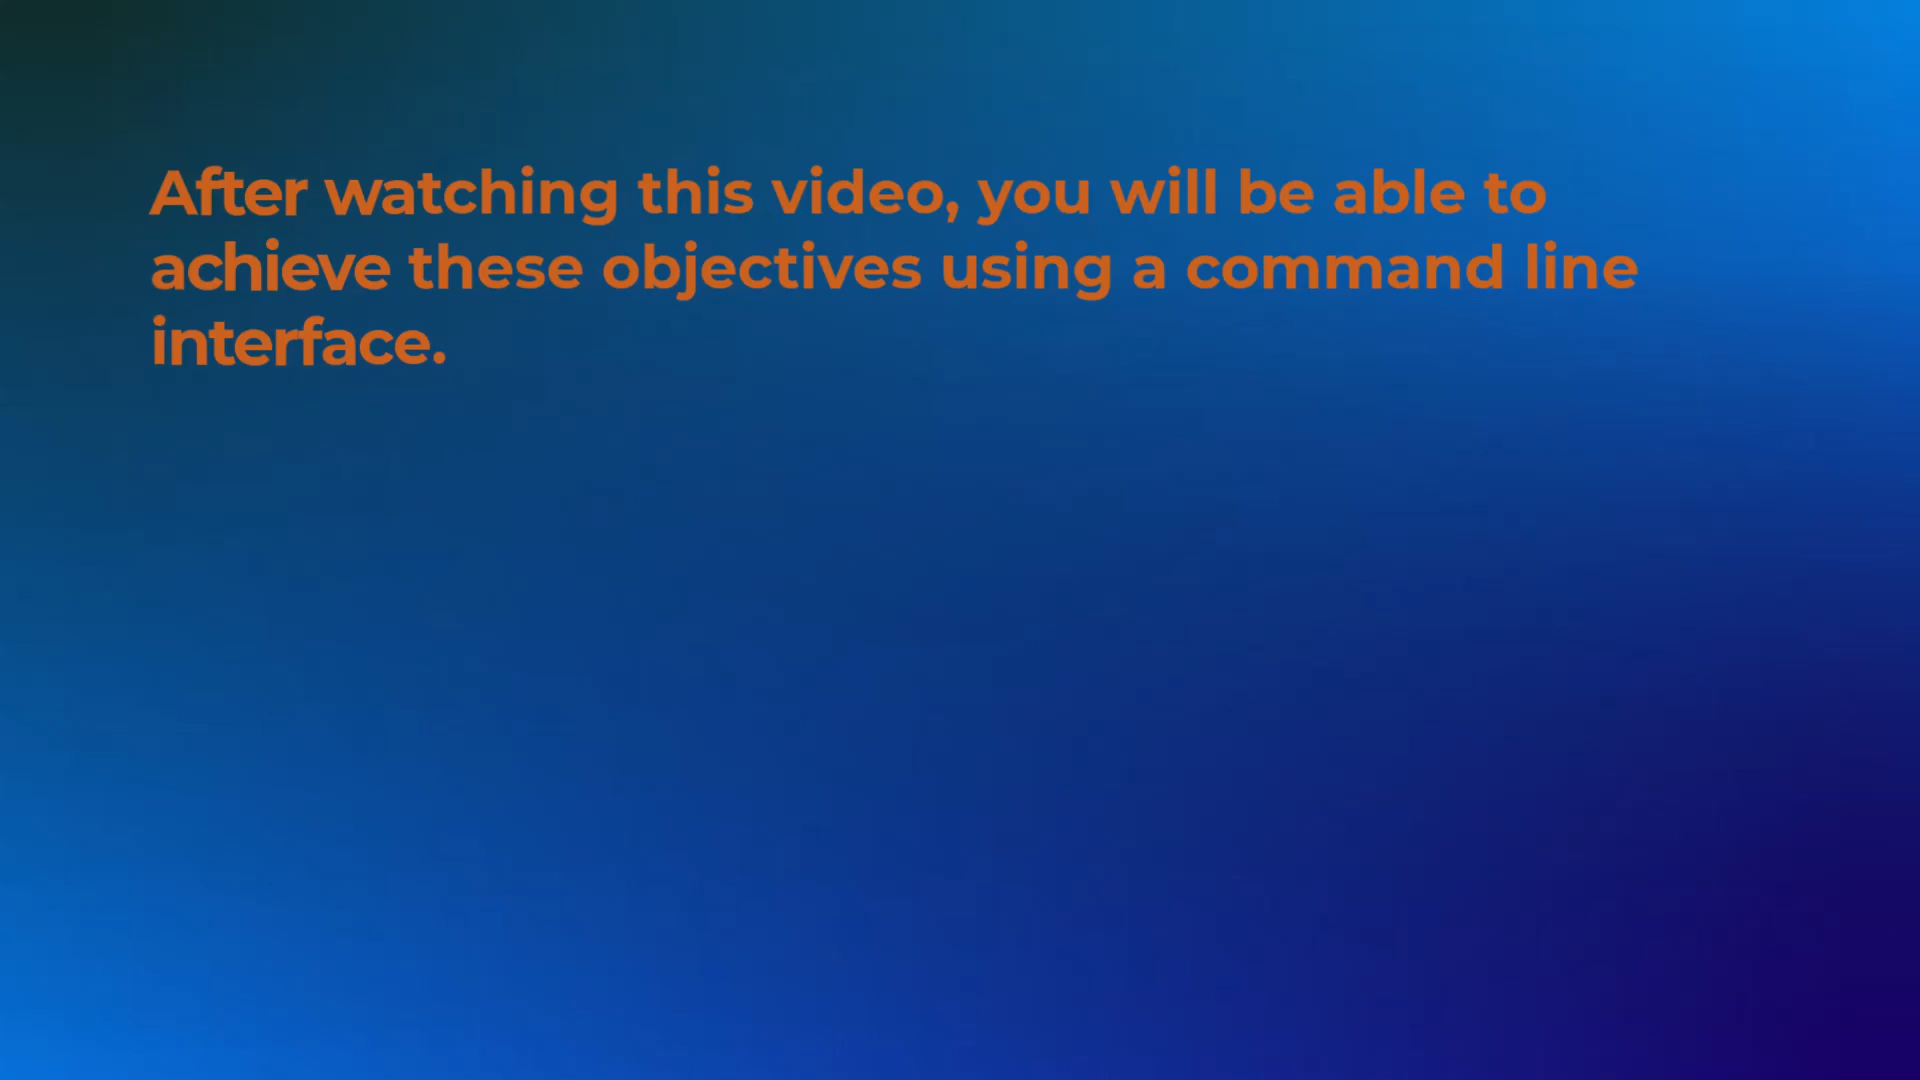 After watching this video, you will be able to
achieve these objectives using a command line
interface.